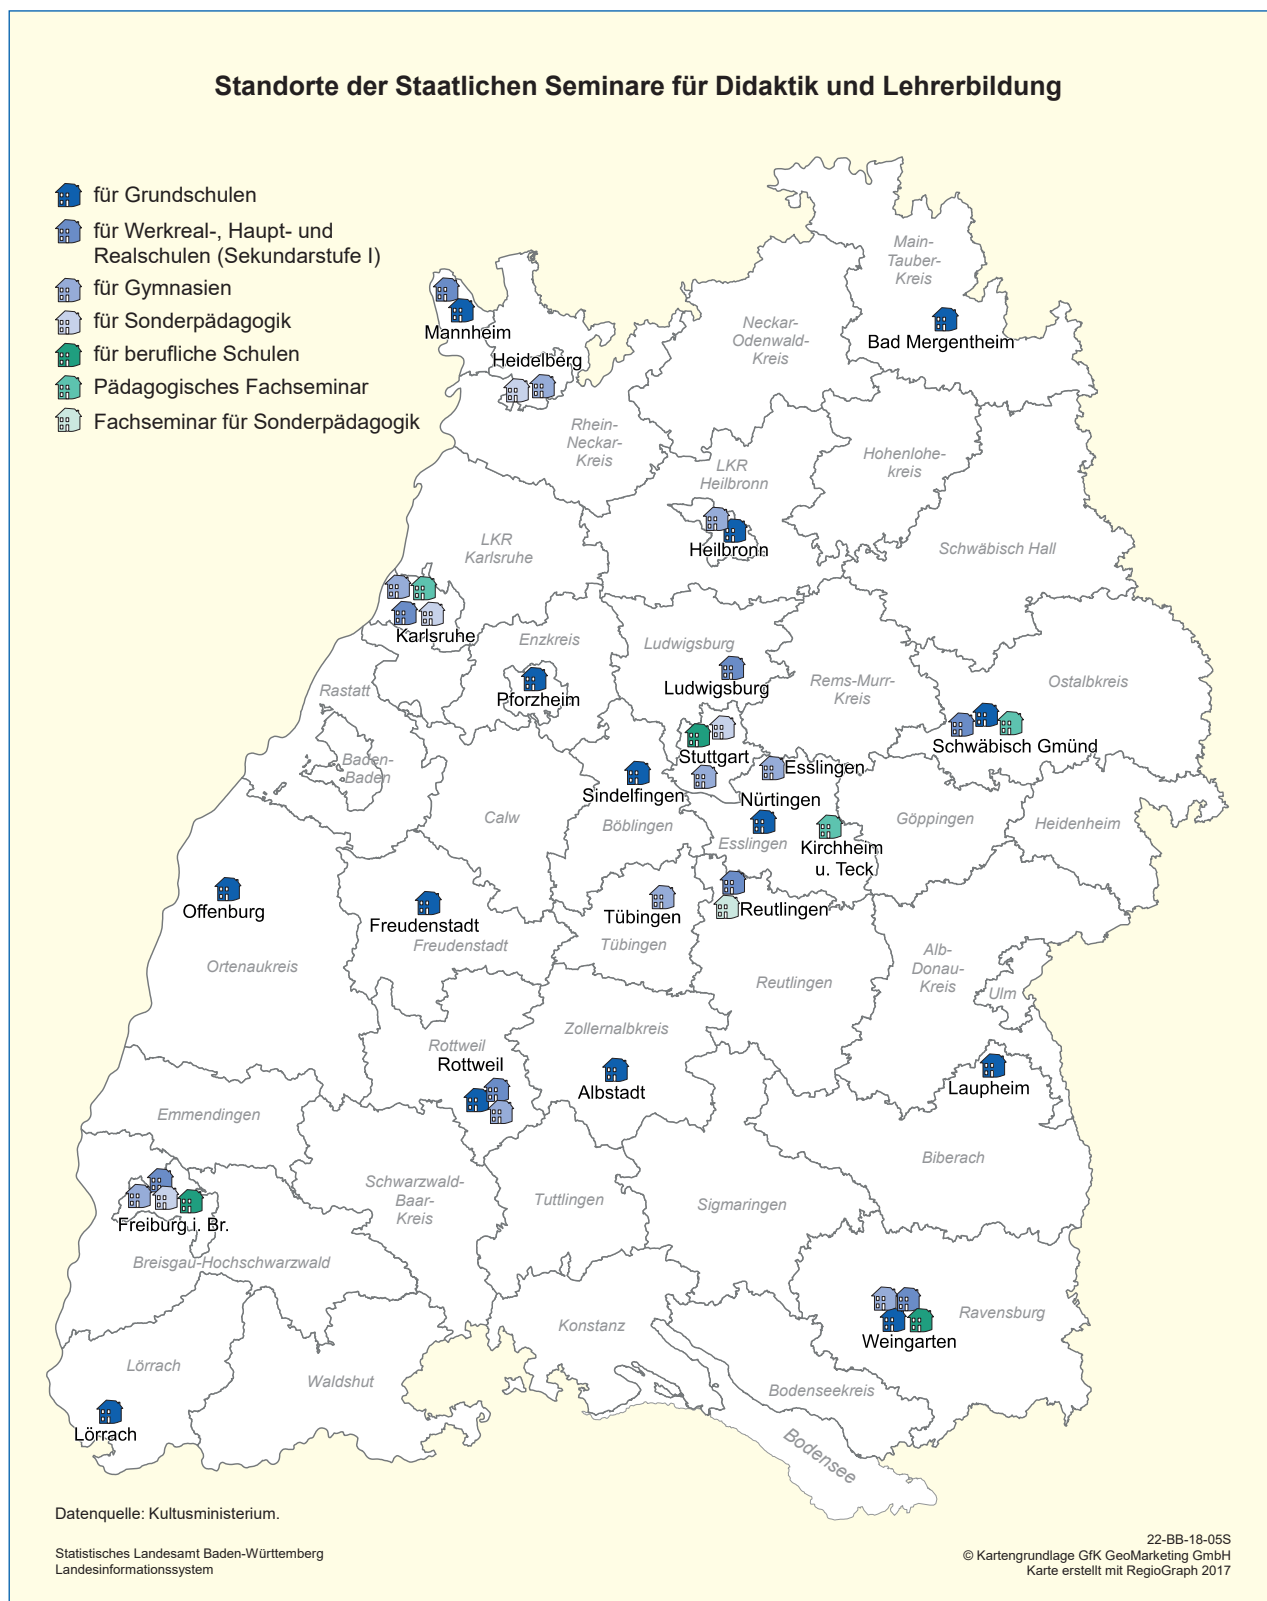 Standorte der Staatlichen Seminare für Didaktik und Lehrerbildung
für Grundschulen
für Werkreal-, Haupt- und
Realschulen (Sekundarstufe I)
für Gymnasien
für Sonderpädagogik
für berufliche Schulen
Pädagogisches Fachseminar
Fachseminar für Sonderpädagogik
Main-
Tauber-
Kreis
Mannheim
Bad Mergentheim
Neckar-
Odenwald-
Kreis
Heidelberg
Rhein-
Neckar-
Kreis
LKR
Heilbronn
Hohenlohe-
kreis
Heilbronn
LKR
Karlsruhe
Schwäbisch Hall
Karlsruhe
Enzkreis
Ludwigsburg
Ludwigsburg
Rems-Murr-
Kreis
Ostalbkreis
Rastatt
Pforzheim
Schwäbisch Gmünd
Stuttgart
Baden-
Baden
Esslingen
Sindelfingen
Nürtingen
Calw
Böblingen
Esslingen
Kirchheim
u. Teck
Göppingen
Heidenheim
Offenburg
Freudenstadt
Freudenstadt
Tübingen
Tübingen
Reutlingen
Ortenaukreis
Reutlingen
Alb-
Donau-
Kreis
Ulm
Zollernalbkreis
Rottweil
Rottweil
Albstadt
Laupheim
Emmendingen
Biberach
Schwarzwald-
Baar-
Kreis
Tuttlingen
Sigmaringen
Freiburg i. Br.
Breisgau-Hochschwarzwald
Konstanz
Ravensburg
Weingarten
Lörrach
Waldshut
Bodenseekreis
Lörrach
Bodensee
Datenquelle: Kultusministerium.
Statistisches Landesamt Baden-Württemberg
Landesinformationssystem
22-BB-18-05S
© Kartengrundlage GfK GeoMarketing GmbH
Karte erstellt mit RegioGraph 2017